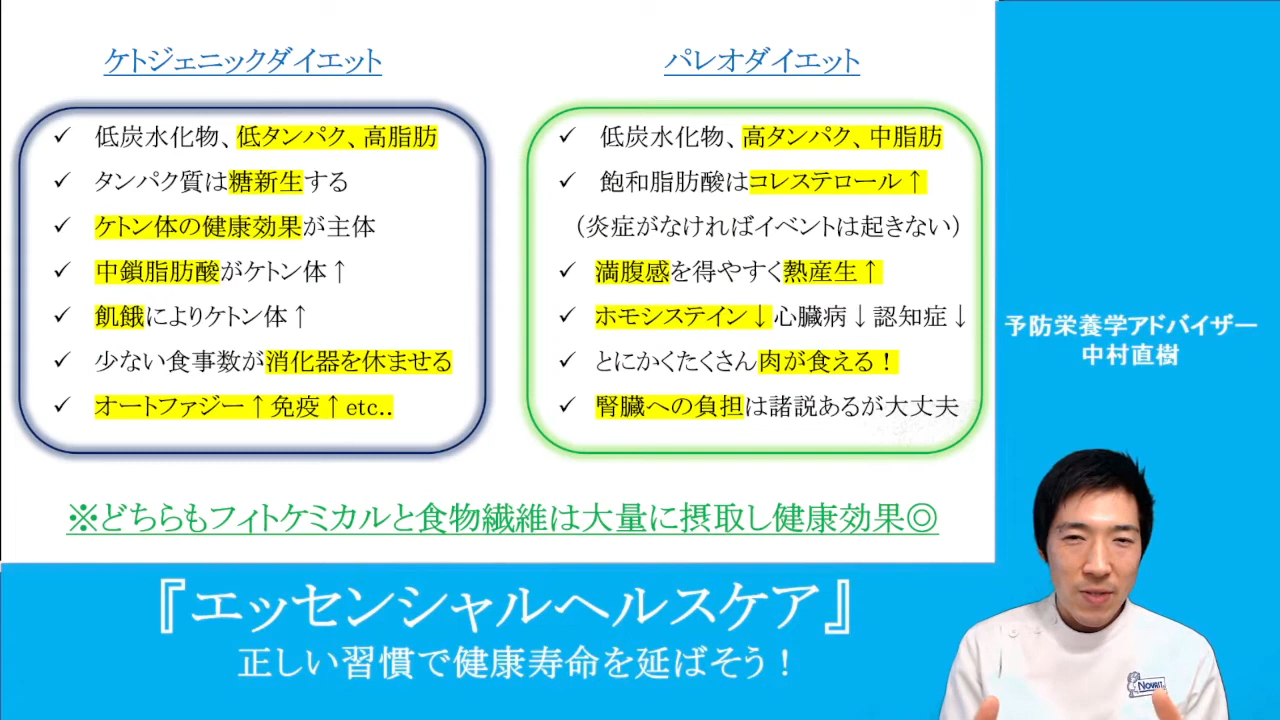 ケトジェニックダイエット
✓ 低炭水化物、低タンパク、高脂肪
✓ タンパク質は糖新生する
✓ ケトン体の健康効果が主体
✓ 中鎖脂肪酸がケトン体↑
✓ 飢餓によりケトン体↑
✓ 少ない食事数が消化器を休ませる
✓ オートファジー↑免疫↑etc..
パレオダイエット
✓ 低炭水化物、高タンパク、中脂肪
✓ 飽和脂肪酸はコレステロール↑
（炎症がなければイベントは起きない）
✓ 満腹感を得やすく熱産生↑
✓ ホモシステイン↓心臓病↓認知症↓
✓ とにかくたくさん肉が食える！
✓ 腎臓への負担は諸説あるが大丈夫
※どちらもフィトケミカルと食物繊維は大量に摂取し健康効果◎
予防栄養学アドバイザー
中村直樹
『エッセンシャルヘルスケア』
正しい習慣で健康寿命を延ばそう！